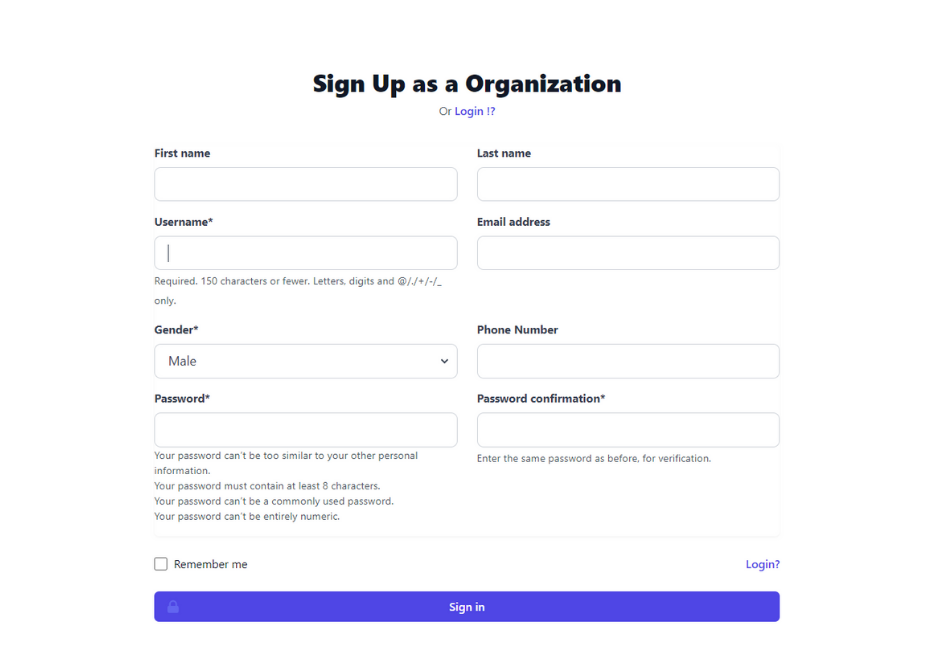 Sign Up as a Organization
Or Login !?
First name
Last name
Username*
Email address
Required. 150 characters or fewer. Letters, digits and @/./+/-/_
only.
Gender*
Phone Number
Male
Password*
Password confirmation*
Your password can't be too similar to your other personal
information.
Your password must contain at least 8 characters.
Your password can't be a commonly used password.
Your password can't be entirely numeric.
Enter the same password as before, for verification.
Remember me
Login?
Sign in